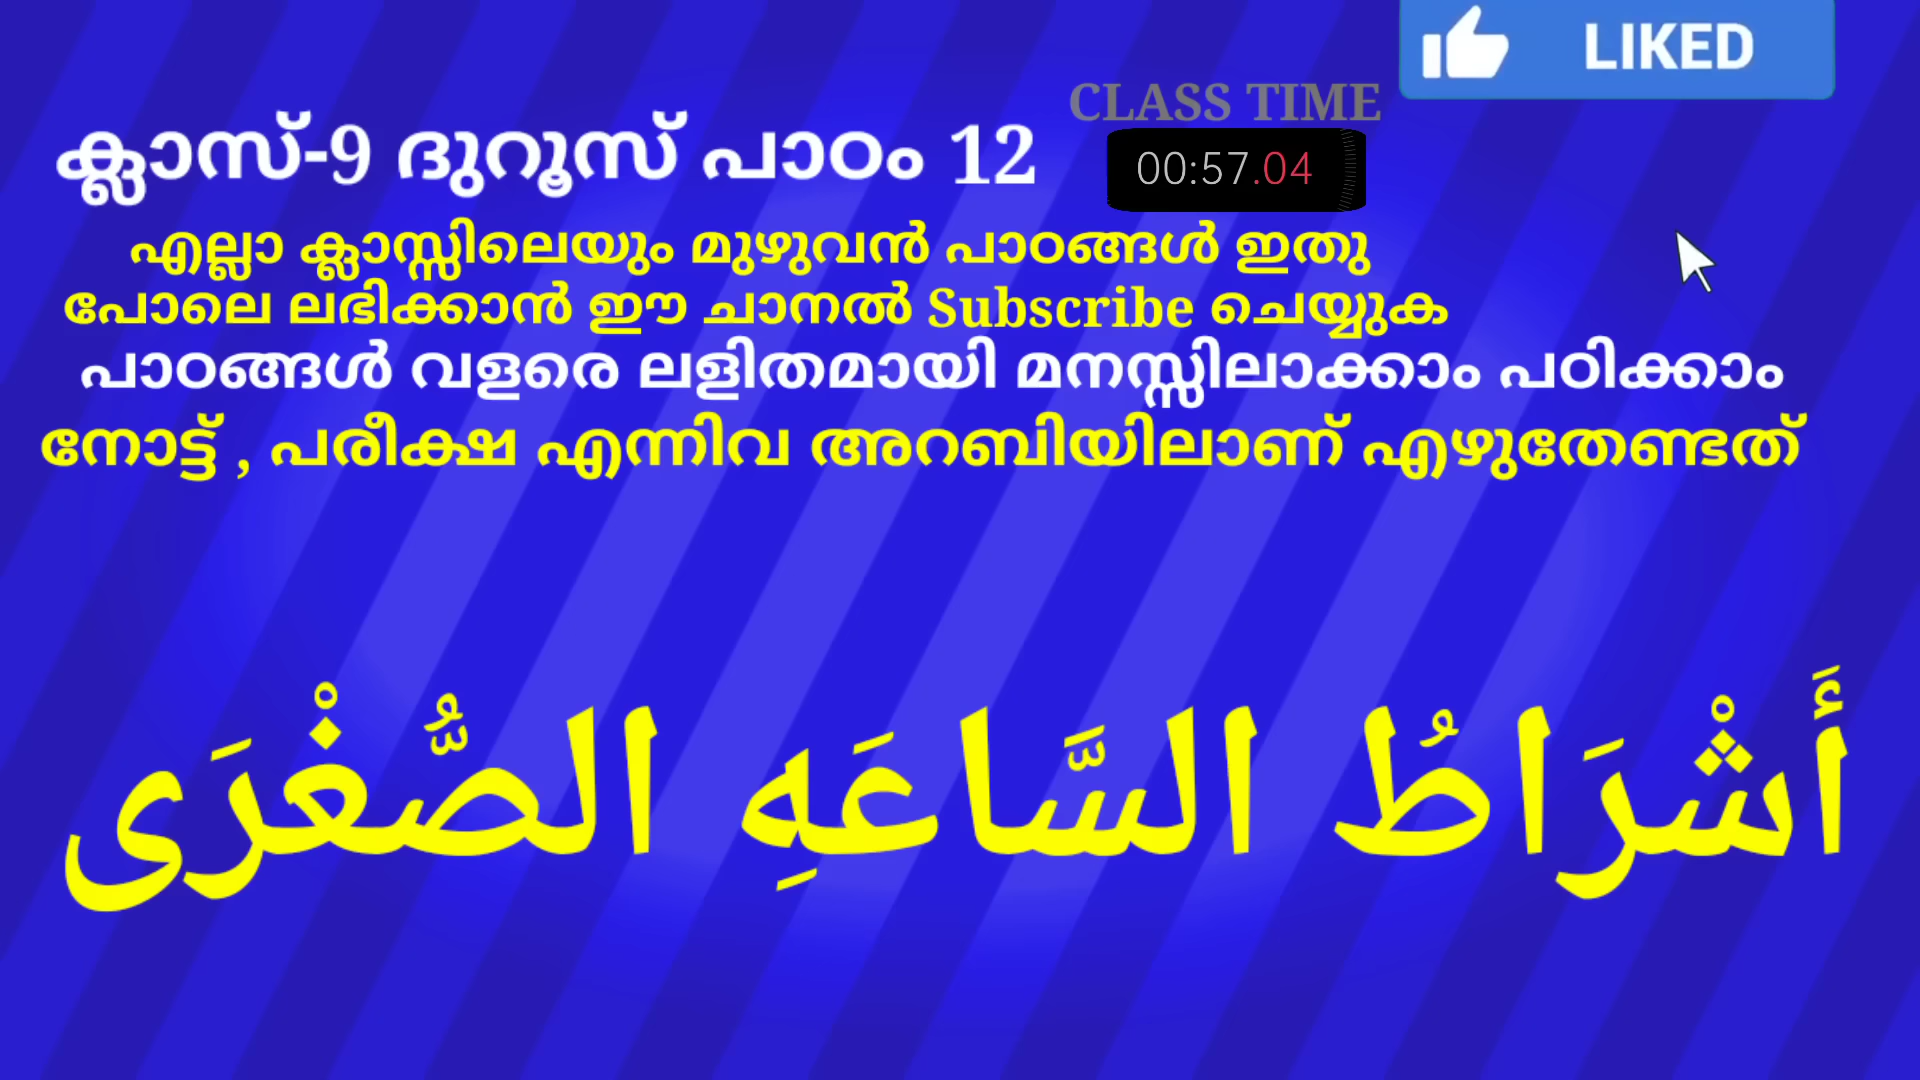 LIKED
CLASS TIME
ക്ലാസ്-9 ദുറൂസ് പാഠം 12
00:57.04
എല്ലാ ക്ലാസ്സിലെയും മുഴുവൻ പാഠങ്ങൾ ഇതു
പോലെ ലഭിക്കാൻ ഈ ചാനൽ Subscribe ചെയ്യുക
പാഠങ്ങൾ വളരെ ലളിതമായി മനസ്സിലാക്കാം പഠിക്കാം
നോട്ട് , പരീക്ഷ എന്നിവ അറബിയിലാണ് എഴുതേണ്ടത്
أَشْرَاطُ السَّاعَهِ الصُّغْرَى